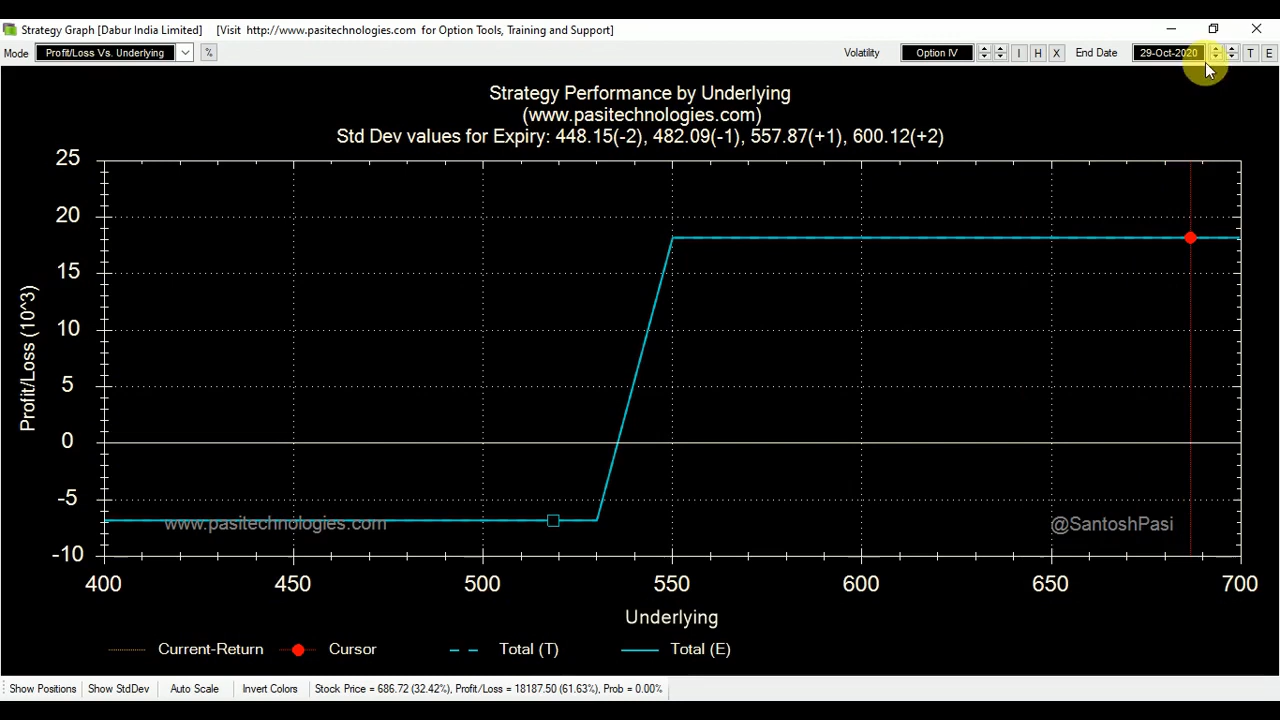 Strategy Graph [Dabur India Limited] [Visit http://www.pasitechnologies.com for Option Tools, Training and Support]
Mode Profit/Loss Vs. Underlying % Volatility Option IV I H X End Date 29-Oct-2020 T E
Strategy Performance by Underlying
(www.pasitechnologies.com)
Std Dev values for Expiry: 448.15(-2), 482.09(-1), 557.87(+1), 600.12(+2)
25
20
15
10
5
0
-5
-10
Profit/Loss (10^3)
www.pasitechnologies.com @SantoshPasi
400 450 500 550 600 650 700
Underlying
Current-Return Cursor Total (T) Total (E)
Show Positions Show StdDev Auto Scale Invert Colors Stock Price = 686.72 (32.42%), Profit/Loss = 18187.50 (61.63%), Prob = 0.00%